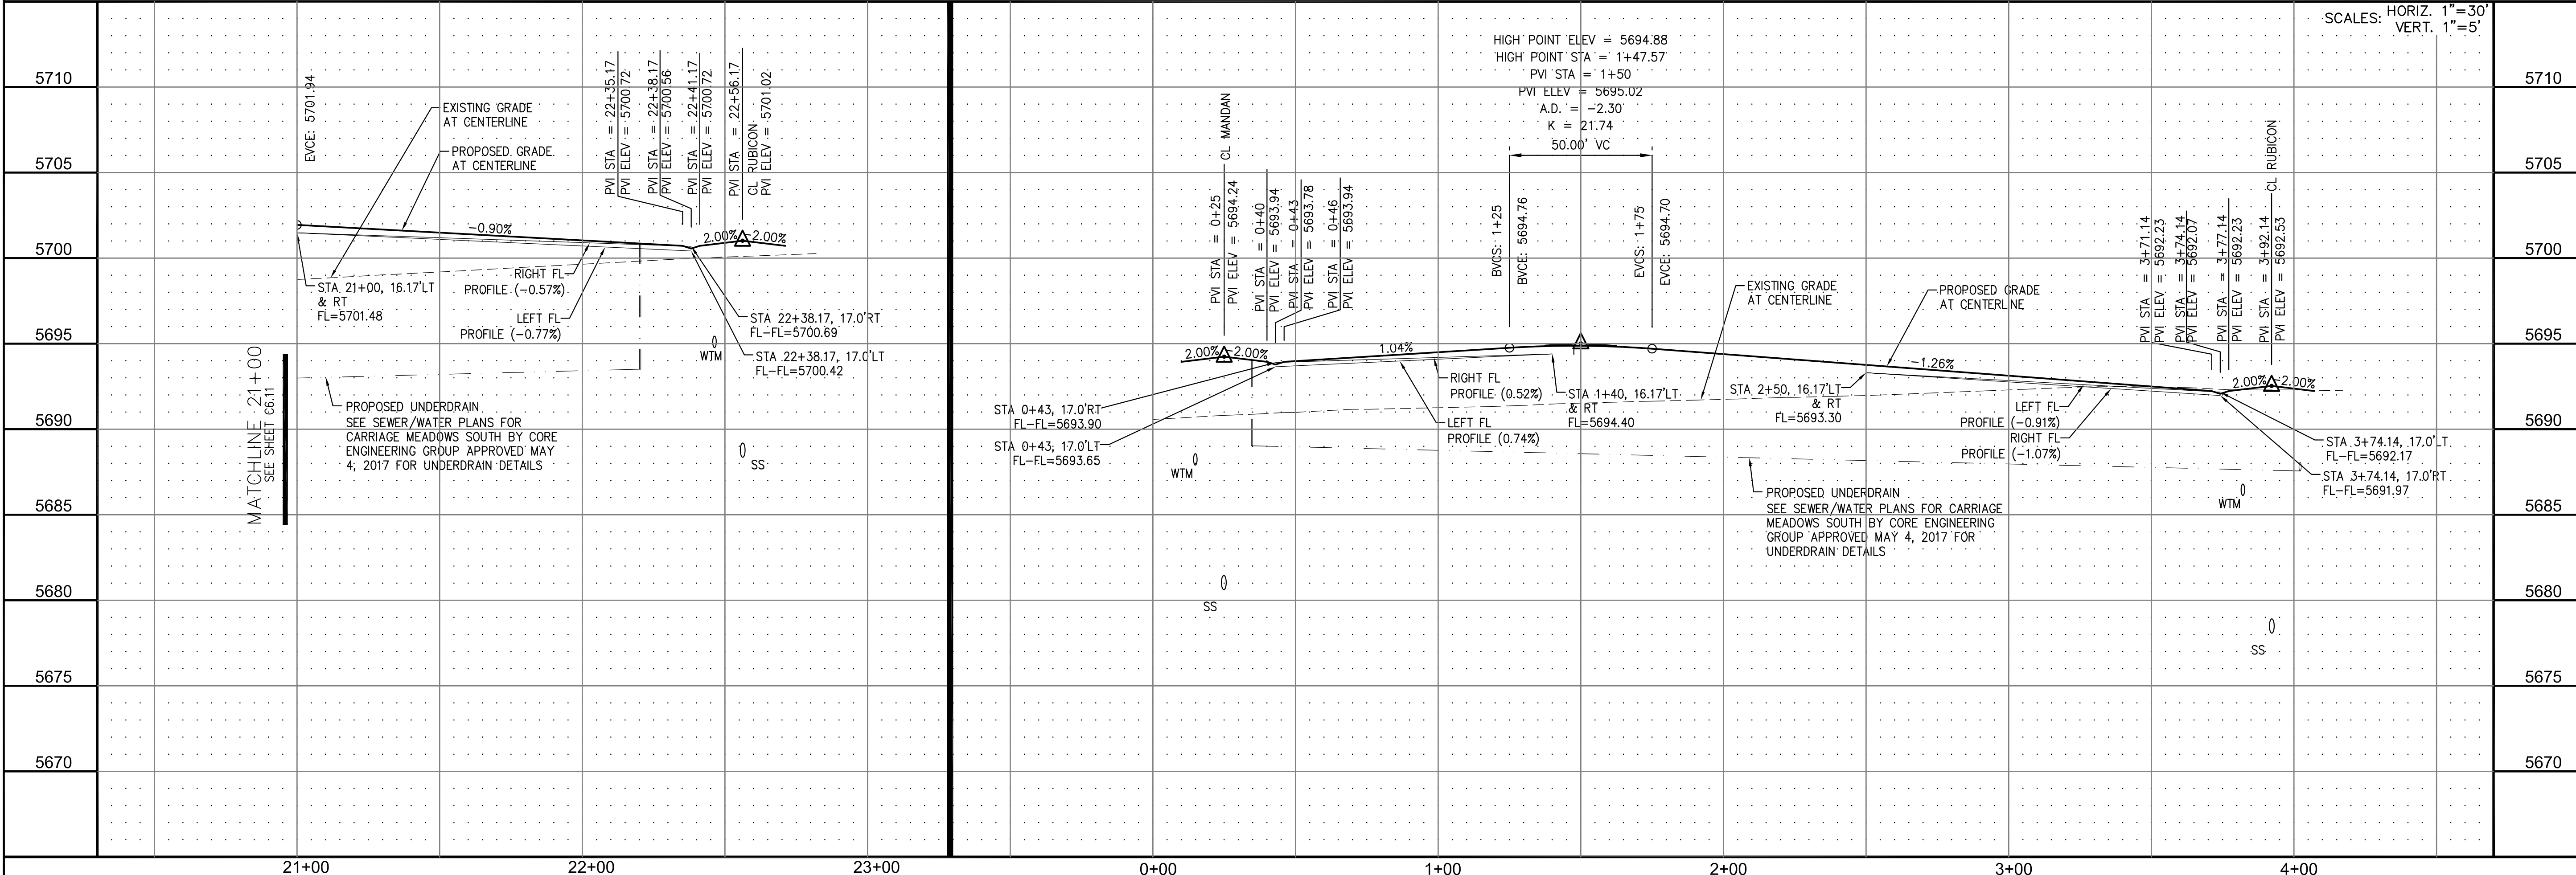 SCALES: HORIZ. 1"=30'
VERT. 1"=5'
5710
5705
5700
5695
5690
5685
5680
5675
5670
MATCHLINE 21+00
SEE SHEET C6.11
EVCE: 5701.94
EXISTING GRADE
AT CENTERLINE
PROPOSED GRADE
AT CENTERLINE
-0.90%
PVI STA = 22+35.17
PVI ELEV = 5700.72
PVI STA = 22+38.17
PVI ELEV = 5700.56
PVI STA = 22+41.17
PVI ELEV = 5700.72
PVI STA = 22+56.17
CL RUBICON
PVI ELEV = 5701.02
2.00%
-2.00%
STA 21+00, 16.17'LT
& RT
FL=5701.48
RIGHT FL
PROFILE (-0.57%)
LEFT FL
PROFILE (-0.77%)
STA 22+38.17, 17.0'RT
FL-FL=5700.69
STA 22+38.17, 17.0'LT
FL-FL=5700.42
WTM
SS
PROPOSED UNDERDRAIN
SEE SEWER/WATER PLANS FOR
CARRIAGE MEADOWS SOUTH BY CORE
ENGINEERING GROUP APPROVED MAY
4, 2017 FOR UNDERDRAIN DETAILS
HIGH POINT ELEV = 5694.88
HIGH POINT STA = 1+47.57
PVI STA = 1+50
PVI ELEV = 5695.02
A.D. = -2.30
K = 21.74
50.00' VC
BVCS: 1+25
BVCE: 5694.76
EVCS: 1+75
EVCE: 5694.70
PVI STA = 0+25
CL MANDAN
PVI ELEV = 5694.24
PVI STA = 0+40
PVI ELEV = 5693.94
PVI STA = 0+43
PVI ELEV = 5693.78
PVI STA = 0+46
PVI ELEV = 5693.94
2.00%
-2.00%
1.04%
STA 0+43, 17.0'RT
FL-FL=5693.90
STA 0+43, 17.0'LT
FL-FL=5693.65
RIGHT FL
PROFILE (0.52%)
LEFT FL
PROFILE (0.74%)
STA 1+40, 16.17'LT
& RT
FL=5694.40
EXISTING GRADE
AT CENTERLINE
PROPOSED GRADE
AT CENTERLINE
-1.26%
STA 2+50, 16.17'LT
& RT
FL=5693.30
LEFT FL
PROFILE (-0.91%)
RIGHT FL
PROFILE (-1.07%)
PVI STA = 3+71.14
PVI ELEV = 5692.23
PVI STA = 3+74.14
PVI ELEV = 5692.07
PVI STA = 3+77.14
PVI ELEV = 5692.23
PVI STA = 3+92.14
CL RUBICON
PVI ELEV = 5692.53
2.00%
-2.00%
STA 3+74.14, 17.0'LT
FL-FL=5692.17
STA 3+74.14, 17.0'RT
FL-FL=5691.97
WTM
SS
WTM
SS
PROPOSED UNDERDRAIN
SEE SEWER/WATER PLANS FOR CARRIAGE
MEADOWS SOUTH BY CORE ENGINEERING
GROUP APPROVED MAY 4, 2017 FOR
UNDERDRAIN DETAILS
5710
5705
5700
5695
5690
5685
5680
5675
5670
21+00 22+00 23+00 0+00 1+00 2+00 3+00 4+00